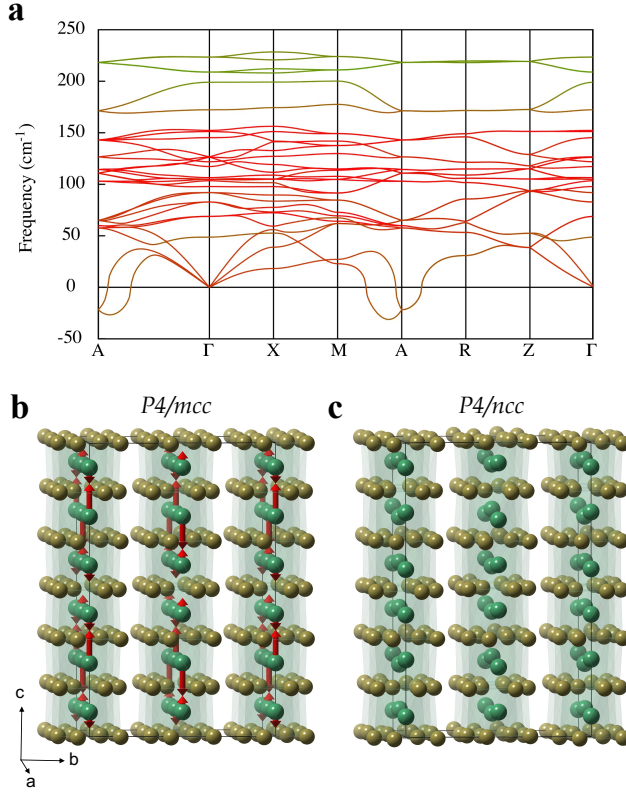 a
250
200
150
100
50
0
-50
Frequency (cm⁻¹)
A Γ X M A R Z Γ
b P4/mcc
c P4/ncc
c
b
a